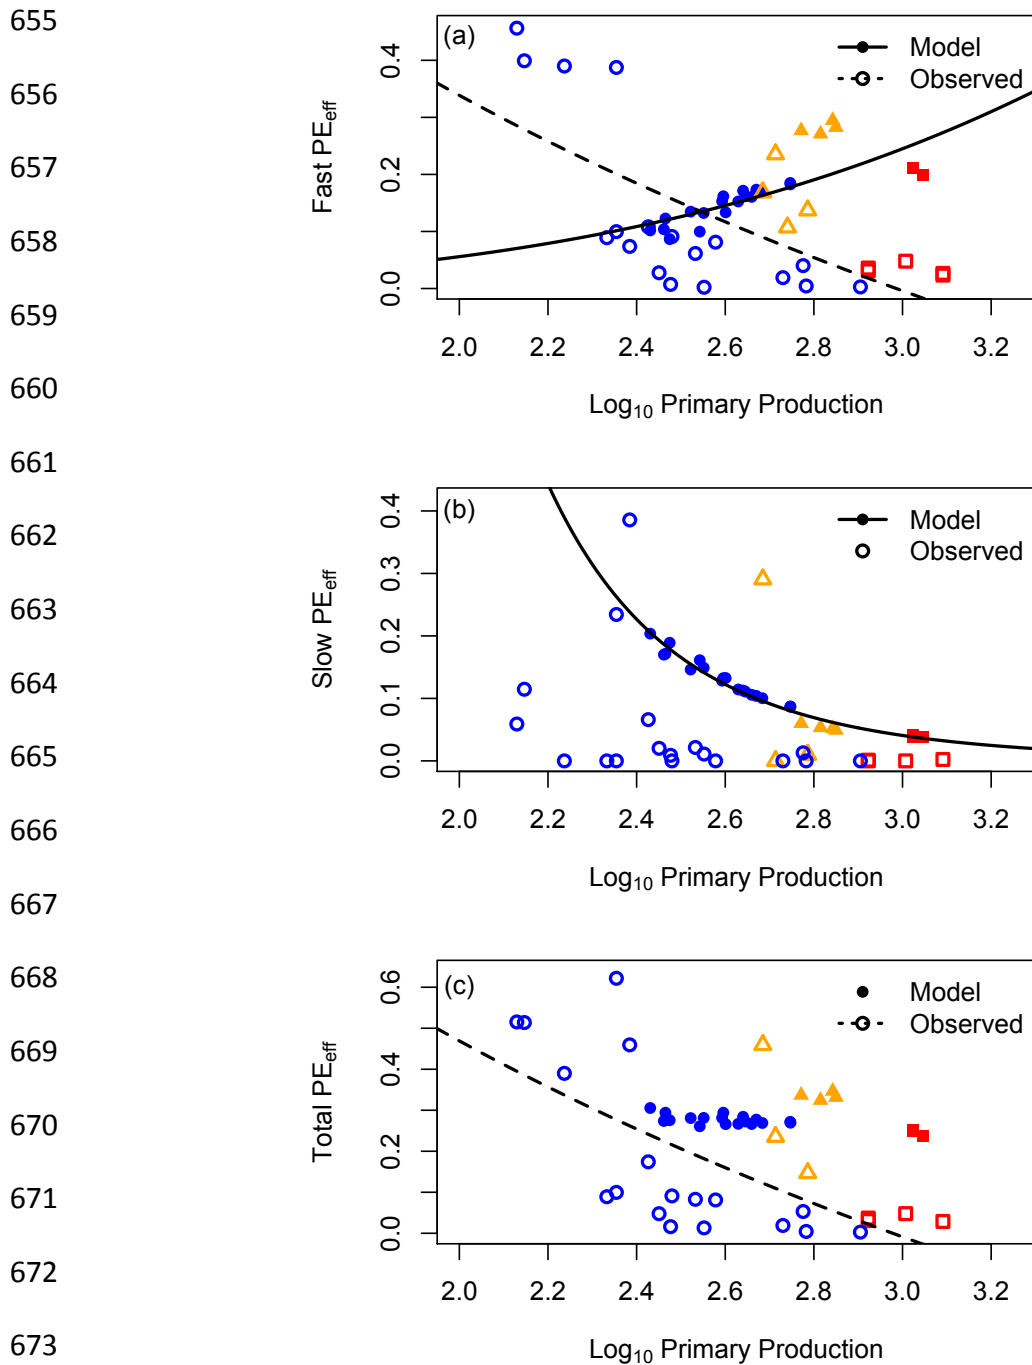 655
656
657
658
659
660
661
662
663
664
665
666
667
668
669
670
671
672
673
(a)
Model
Observed
Fast PEeff
0.0
0.2
0.4
2.0 2.2 2.4 2.6 2.8 3.0 3.2
Log10 Primary Production
(b)
Model
Observed
Slow PEeff
0.0
0.1
0.2
0.3
0.4
2.0 2.2 2.4 2.6 2.8 3.0 3.2
Log10 Primary Production
(c)
Model
Observed
Total PEeff
0.0
0.2
0.4
0.6
2.0 2.2 2.4 2.6 2.8 3.0 3.2
Log10 Primary Production